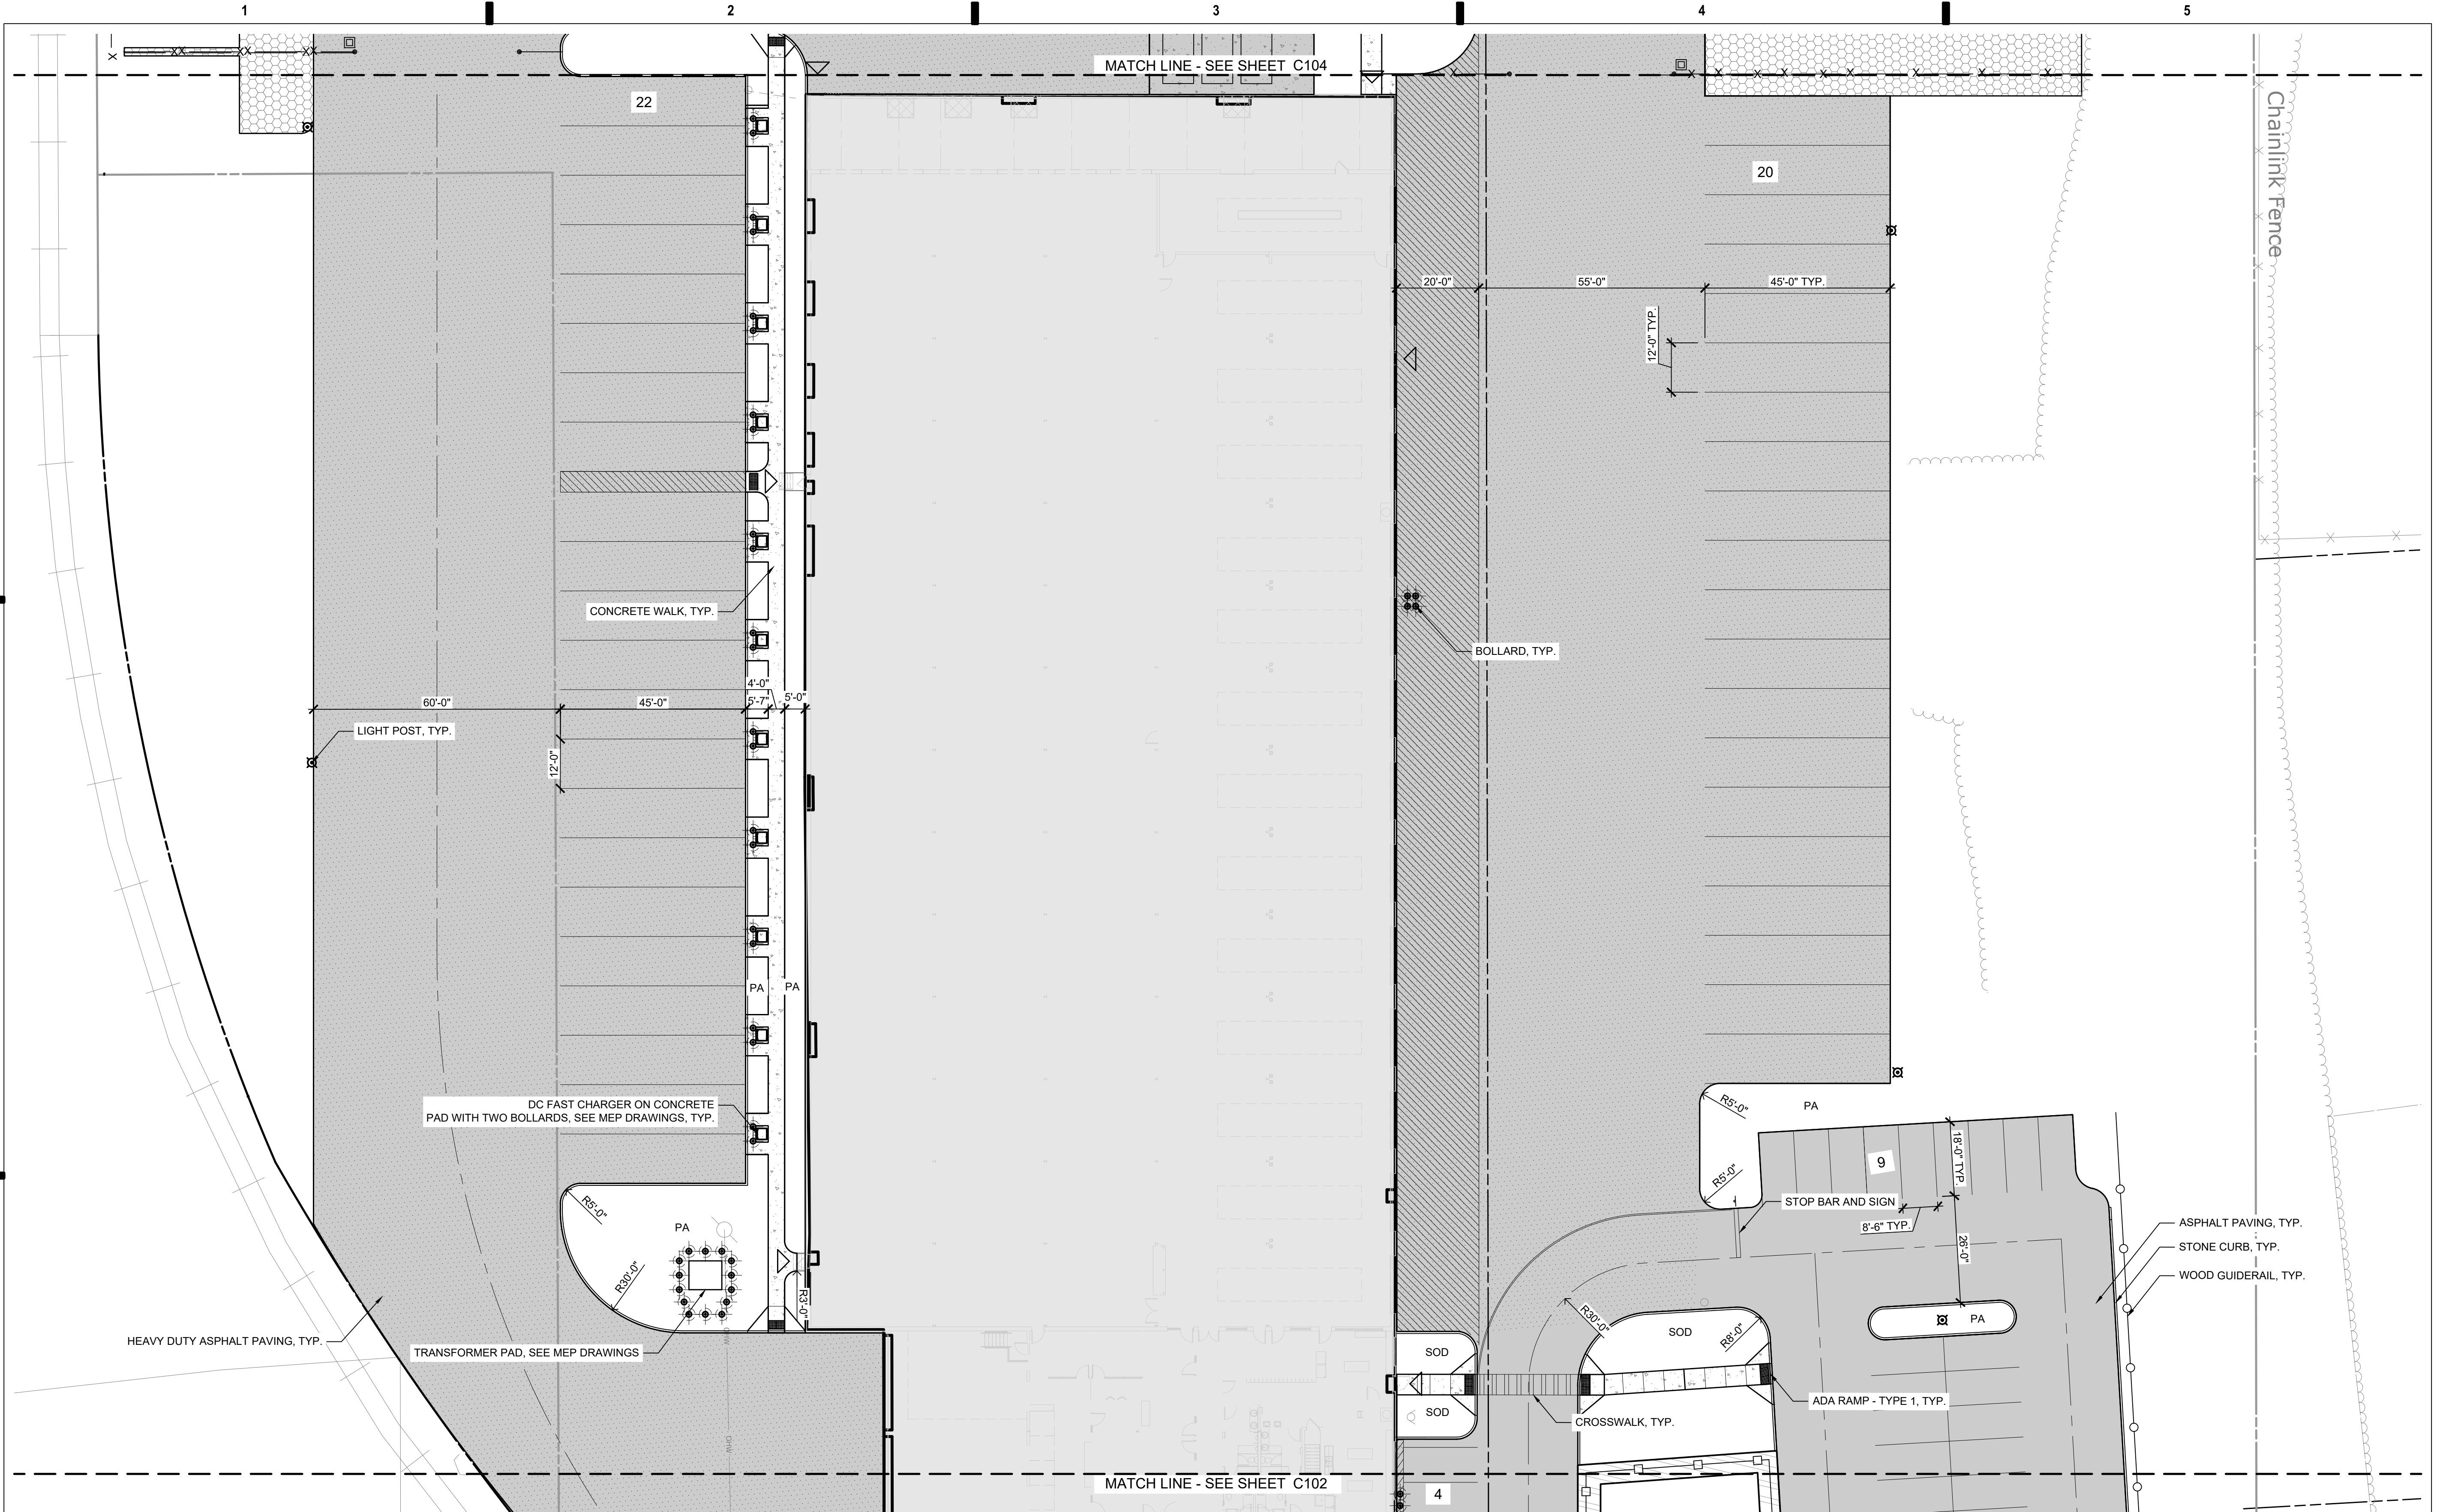 1
2
3
4
5
MATCH LINE - SEE SHEET C104
22
20
Chainlink Fence
20'-0"
55'-0"
45'-0" TYP.
12'-0" TYP.
CONCRETE WALK, TYP.
BOLLARD, TYP.
4'-0"
60'-0"
45'-0"
5'-7"
5'-0"
LIGHT POST, TYP.
12'-0"
PA
PA
DC FAST CHARGER ON CONCRETE
PAD WITH TWO BOLLARDS, SEE MEP DRAWINGS, TYP.
R5'-0"
PA
18'-0" TYP.
9
R5'-0"
STOP BAR AND SIGN
8'-6" TYP.
26'-0"
R5'-0"
PA
R30'-0"
R3'-0"
ASPHALT PAVING, TYP.
STONE CURB, TYP.
WOOD GUIDERAIL, TYP.
HEAVY DUTY ASPHALT PAVING, TYP.
TRANSFORMER PAD, SEE MEP DRAWINGS
OHW
OHW
R30'-0"
SOD
R8'-0"
PA
SOD
SOD
ADA RAMP - TYPE 1, TYP.
CROSSWALK, TYP.
MATCH LINE - SEE SHEET C102
4